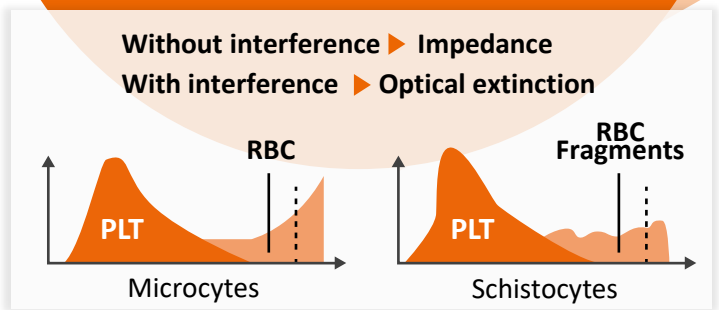 Without interference ▶ Impedance
With interference ▶ Optical extinction
RBC
PLT
Microcytes
RBC
Fragments
PLT
Schistocytes